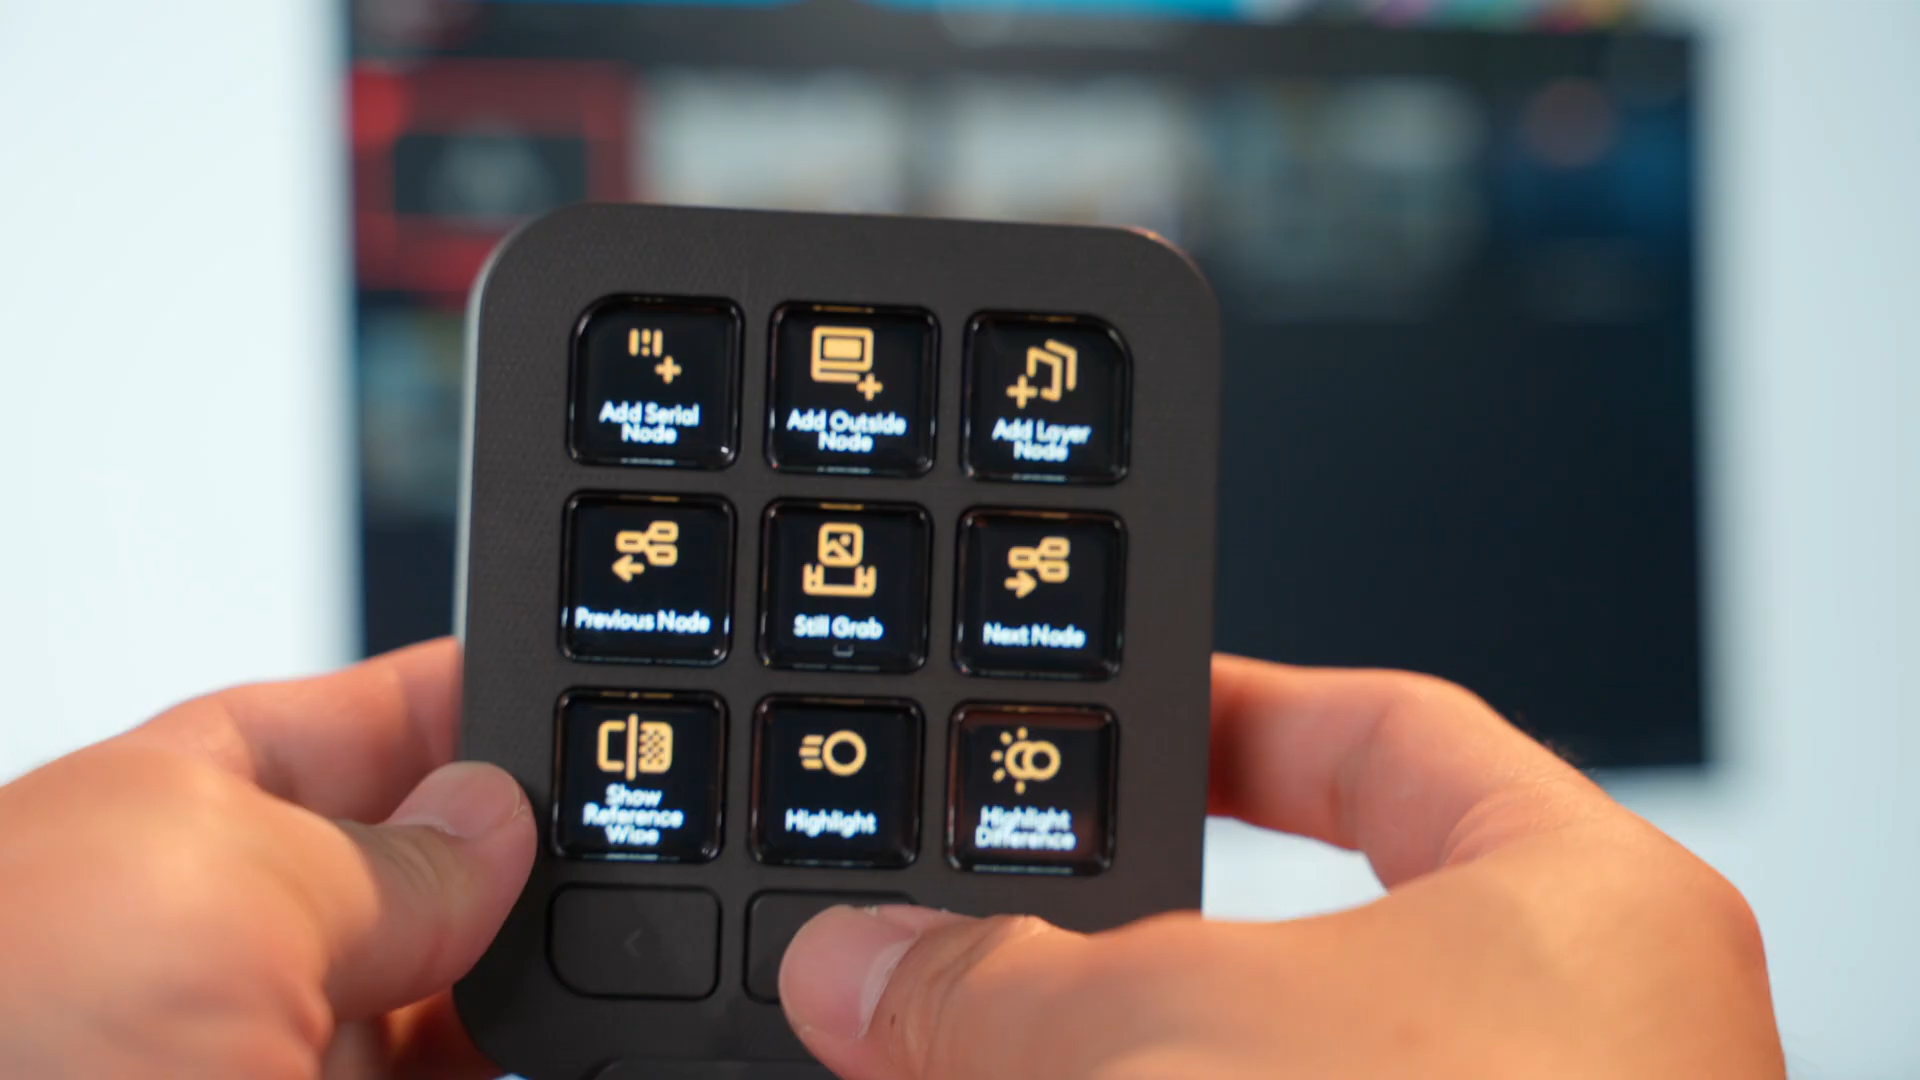 Add Serial
Node
Add Outside
Node
Add Layer
Node
Previous Node
Still Grab
Next Node
Show
Reference
Wipe
Highlight
Highlight
Difference